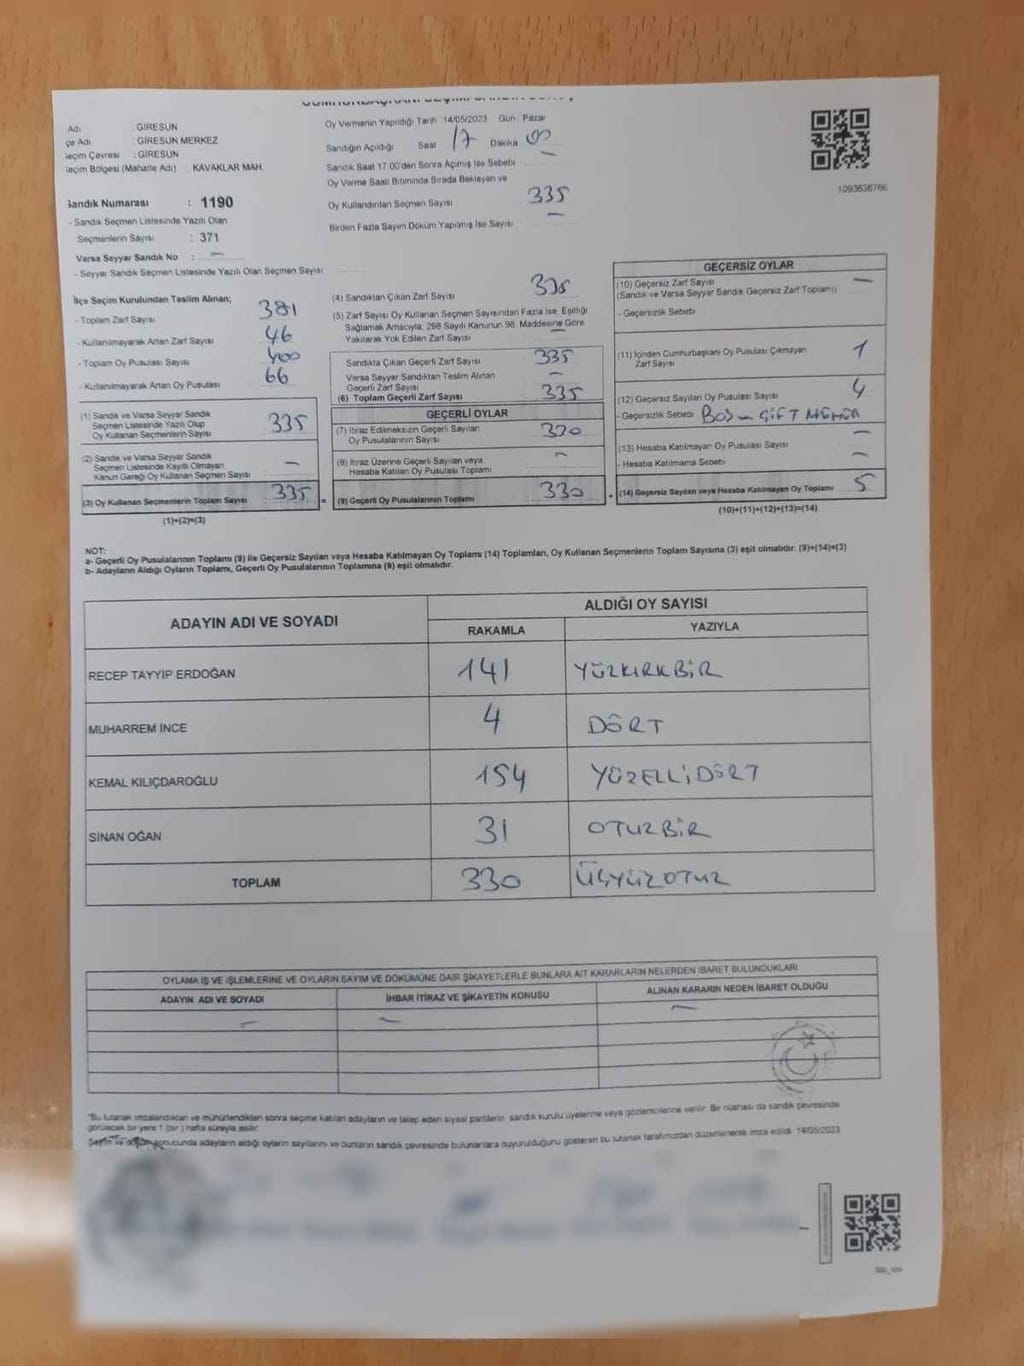 Adı : GİRESUN
çe Adı : GİRESUN MERKEZ
eçim Çevresi : GİRESUN
eçim Bölgesi (Mahalle Adı) : KAVAKLAR MAH.
Sandık Numarası : 1190
- Sandık Seçmen Listesinde Yazılı Olan
Seçmenlerin Sayısı : 371
Varsa Seyyar Sandık No : —
- Seyyar Sandık Seçmen Listesinde Yazılı Olan Seçmen Sayısı
Oy Vermenin Yapıldığı Tarih 14/05/2023 Gün : Pazar
Sandığın Açıldığı Saat 17 Dakika 00
Sandık Saat 17.00'den Sonra Açımış İse Sebebi —
Oy Verme Saati Bitiminde Sırada Bekleyen ve
Oy Kullandırılan Seçmen Sayısı 335
Birden Fazla Sayım Döküm Yapılmış İse Sayısı —
1093636766
İlçe Seçim Kurulundan Teslim Alınan;
- Toplam Zarf Sayısı 381
- Kullanılmayarak Artan Zarf Sayısı 46
- Toplam Oy Pusulası Sayısı 400
- Kullanılmayarak Artan Oy Pusulası 66
(1) Sandık ve Varsa Seyyar Sandık
Seçmen Listesinde Yazılı Olup
Oy Kullanan Seçmenlerin Sayısı 335
(2) Sandık ve Varsa Seyyar Sandık
Seçmen Listesinde Kayıtlı Olmayan
Kanun Gereği Oy Kullanan Seçmen Sayısı —
(3) Oy Kullanan Seçmenlerin Toplam Sayısı 335 =
(1)+(2)=(3)
(4) Sandıktan Çıkan Zarf Sayısı 335
(5) Zarf Sayısı Oy Kullanan Seçmen Sayısından Fazla İse, Eşitliği
Sağlamak Amacıyla, 298 Sayılı Kanunun 98. Maddesine Göre
Yakılarak Yok Edilen Zarf Sayısı —
Sandıkta Çıkan Geçerli Zarf Sayısı 335
Varsa Seyyar Sandıktan Teslim Alınan
Geçerli Zarf Sayısı —
(6) Toplam Geçerli Zarf Sayısı 335
GEÇERLİ OYLAR
(7) İtiraz Edilmeksizin Geçerli Sayılan
Oy Pusulalarının Sayısı 330
(8) İtiraz Üzerine Geçerli Sayılan veya
Hesaba Katılan Oy Pusulası Toplamı —
(9) Geçerli Oy Pusulalarının Toplamı 330 +
GEÇERSİZ OYLAR
(10) Geçersiz Zarf Sayısı —
(Sandık ve Varsa Seyyar Sandık Geçersiz Zarf Toplamı)
- Geçersizlik Sebebi
(11) İçinden Cumhurbaşkanı Oy Pusulası Çıkmayan
Zarf Sayısı 1
(12) Geçersiz Sayılan Oy Pusulası Sayısı 4
- Geçersizlik Sebebi BOŞ - ÇİFT MÜHÜR
(13) Hesaba Katılmayan Oy Pusulası Sayısı —
- Hesaba Katılmama Sebebi —
(14) Geçersiz Sayılan veya Hesaba Katılmayan Oy Toplamı 5
(10)+(11)+(12)+(13)=(14)
NOT:
a- Geçerli Oy Pusulalarının Toplamı (9) ile Geçersiz Sayılan veya Hesaba Katılmayan Oy Toplamı (14) Toplamları, Oy Kullanan Seçmenlerin Toplam Sayısına (3) eşit olmalıdır. (9)+(14)=(3)
b- Adayların Aldığı Oyların Toplamı, Geçerli Oy Pusulalarının Toplamına (9) eşit olmalıdır.
ADAYIN ADI VE SOYADI ALDIĞI OY SAYISI
RAKAMLA YAZIYLA
RECEP TAYYİP ERDOĞAN 141 YÜZKIRKBİR
MUHARREM İNCE 4 DÖRT
KEMAL KILIÇDAROĞLU 154 YÜZELLİDÖRT
SİNAN OĞAN 31 OTUZBİR
TOPLAM 330 ÜÇYÜZOTUZ
OYLAMA İŞ VE İŞLEMLERİNE VE OYLARIN SAYIM VE DÖKÜMÜNE DAİR ŞİKAYETLERLE BUNLARA AİT KARARLARIN NELERDEN İBARET BULUNDUKLARI
ADAYIN ADI VE SOYADI İHBAR İTİRAZ VE ŞİKAYETİN KONUSU ALINAN KARARIN NEDEN İBARET OLDUĞU
— — —
*Bu tutanak imzalandıktan ve mühürlendikten sonra seçime katılan adayların ve talep eden siyasi partilerin, sandık kurulu üyelerine veya gözlemcilerine verilir. Bir nüshası da sandık çevresinde
görülecek bir yere 1 (bir ) hafta süreyle asılır.
Sayım ve döküm sonucunda adayların aldığı oyların sayılarını ve bunların sandık çevresinde bulunanlara duyurulduğunu gösteren bu tutanak tarafımızdan düzenlenerek imza edildi. 14/05/2023